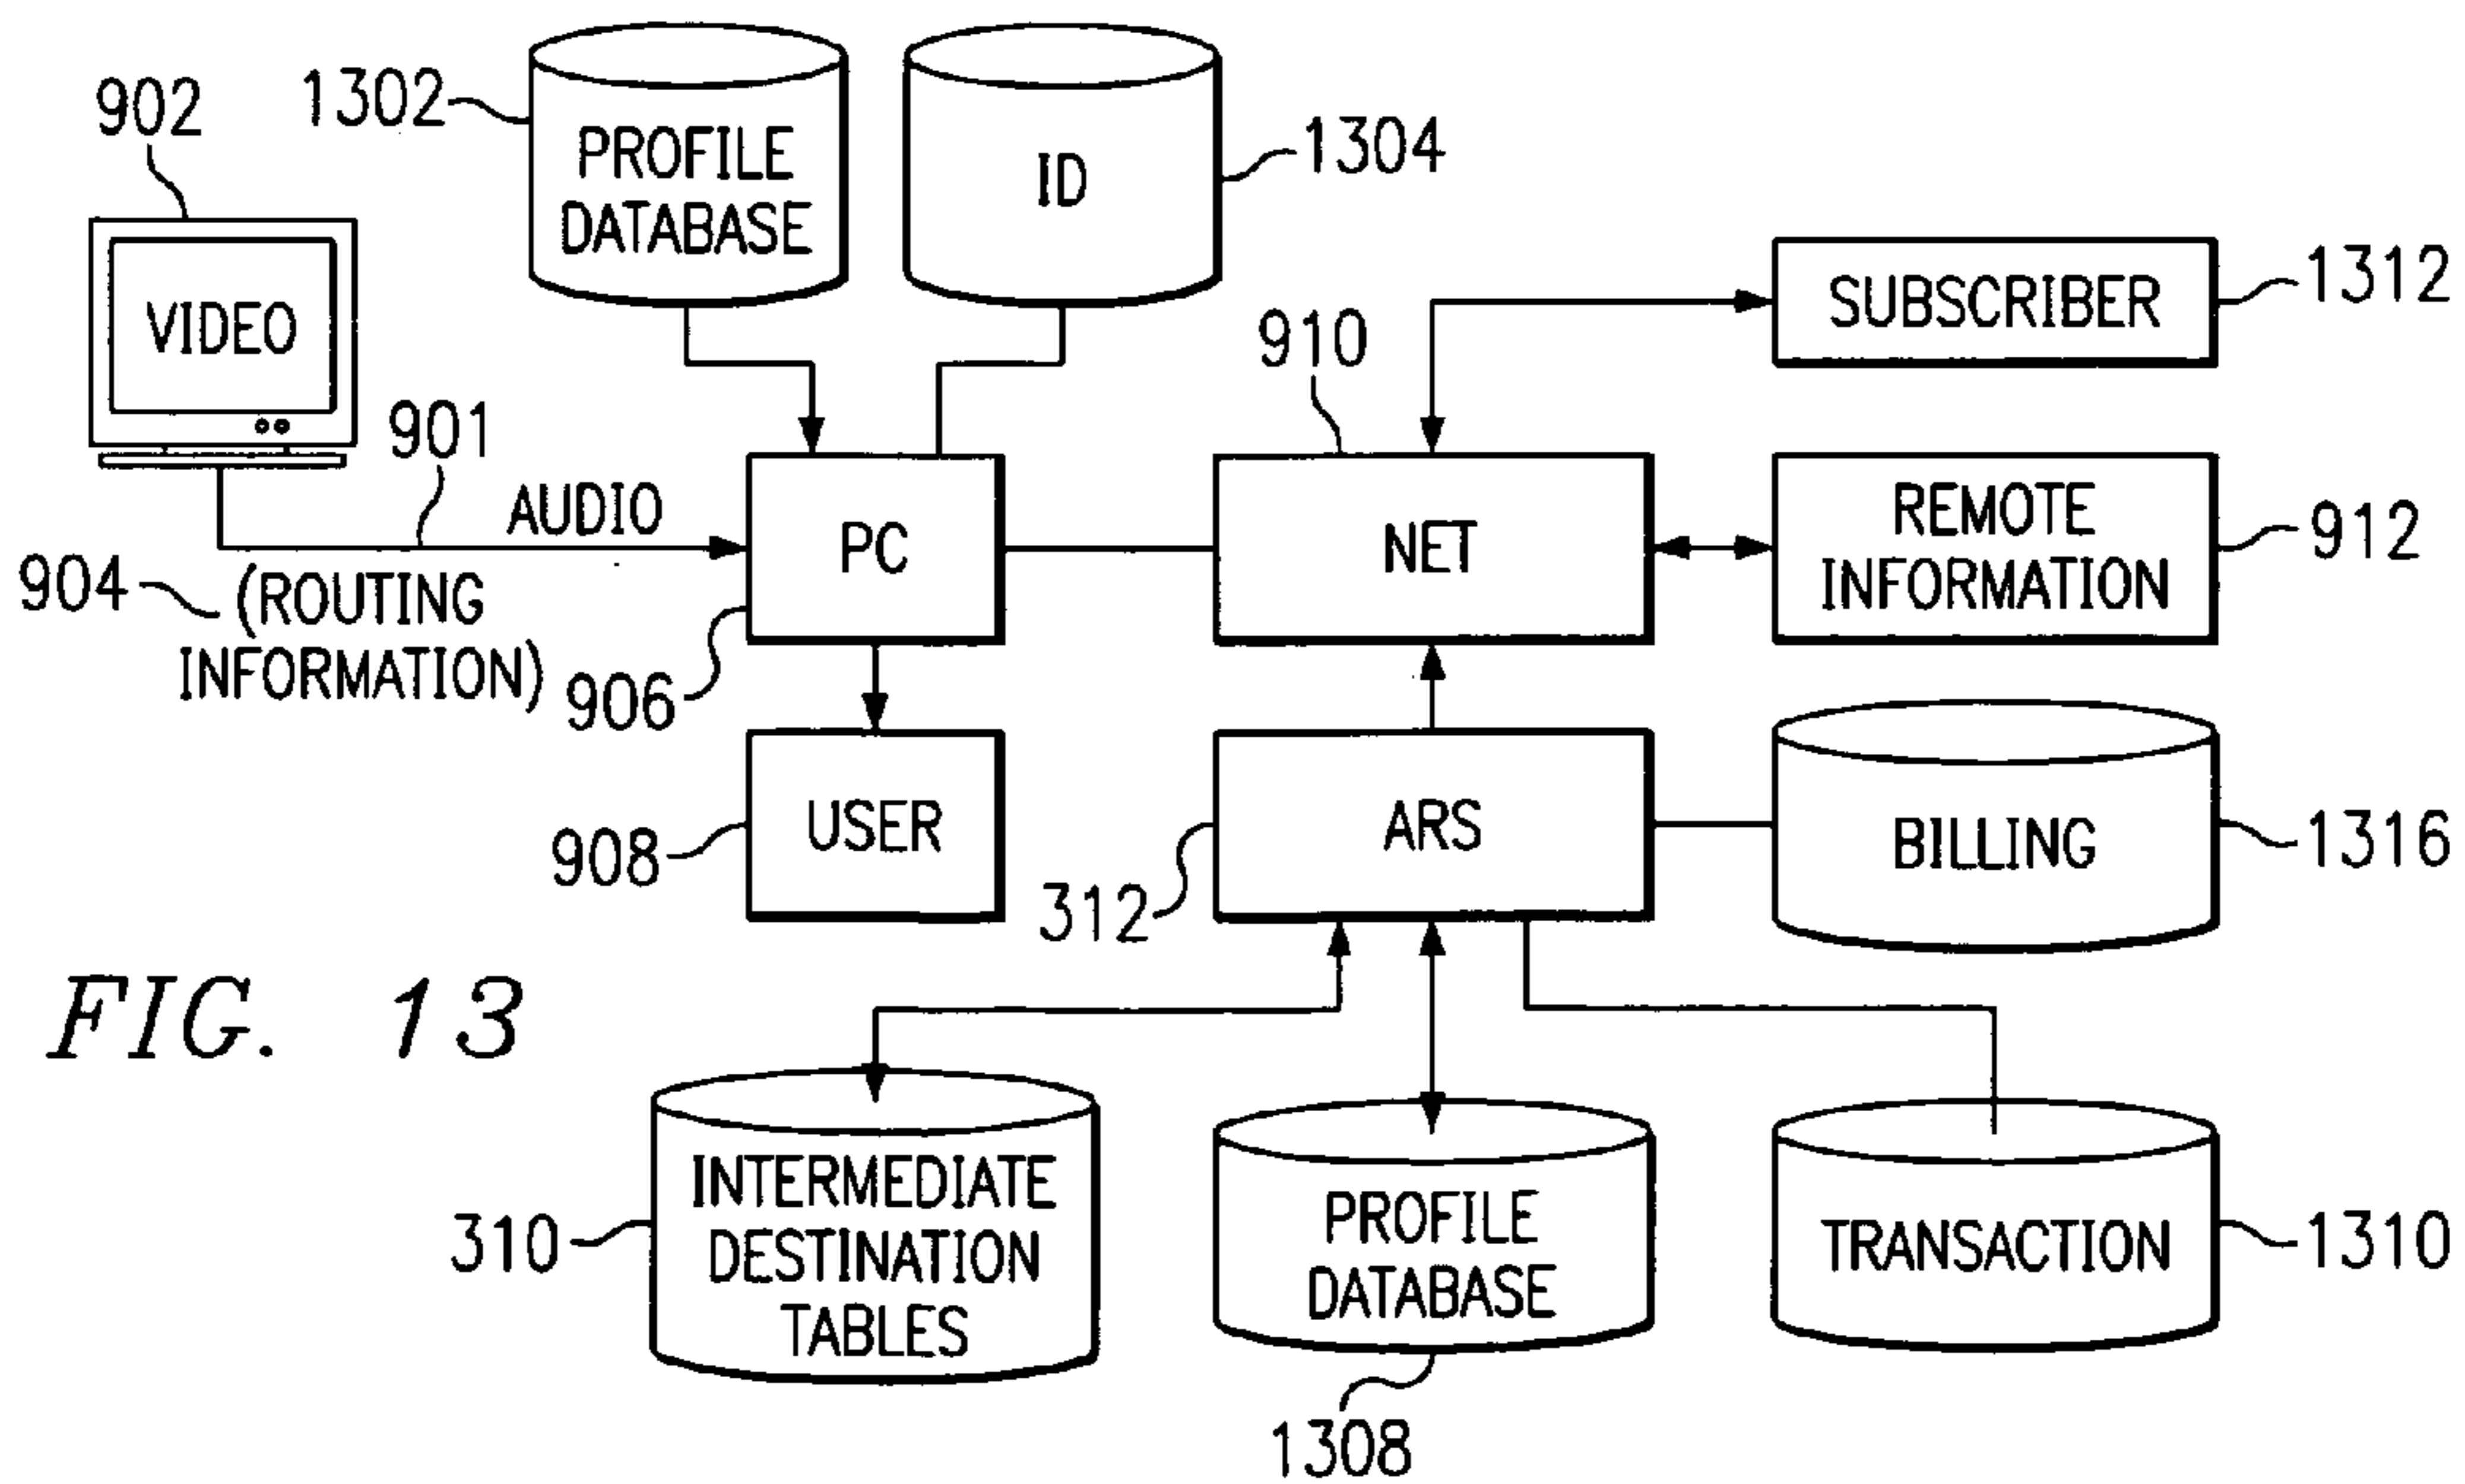 902
1302
PROFILE
DATABASE
ID
1304
VIDEO
SUBSCRIBER
1312
910
901
AUDIO
904
(ROUTING
INFORMATION)
PC
906
NET
REMOTE
INFORMATION
912
USER
908
ARS
312
BILLING
1316
FIG. 13
INTERMEDIATE
DESTINATION
TABLES
310
PROFILE
DATABASE
1308
TRANSACTION
1310